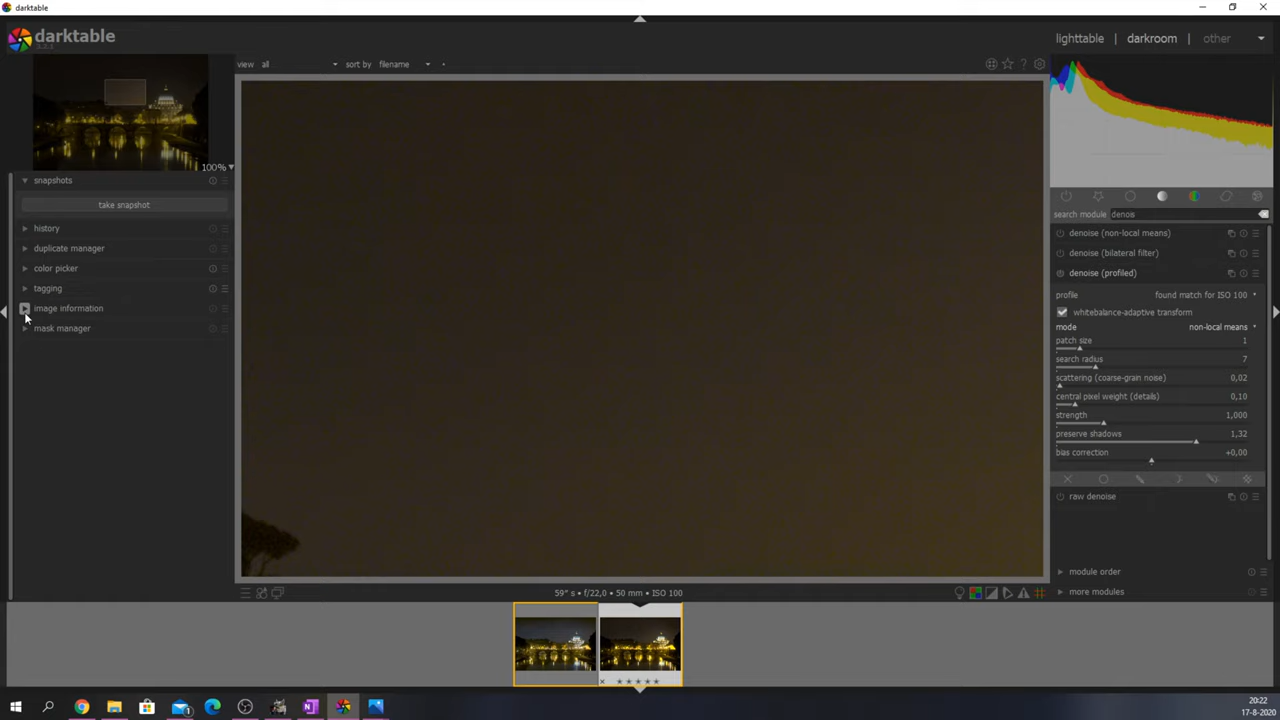 darktable
darktable
3.2.1
lighttable | darkroom | other
view all sort by filename
100%
snapshots
take snapshot
history
duplicate manager
color picker
tagging
image information
mask manager
search module denois
denoise (non-local means)
denoise (bilateral filter)
denoise (profiled)
profile found match for ISO 100
whitebalance-adaptive transform
mode non-local means
patch size 1
search radius 7
scattering (coarse-grain noise) 0,02
central pixel weight (details) 0,10
strength 1,000
preserve shadows 1,32
bias correction +0,00
raw denoise
module order
more modules
59" s • f/22,0 • 50 mm • ISO 100
20:22
17-8-2020